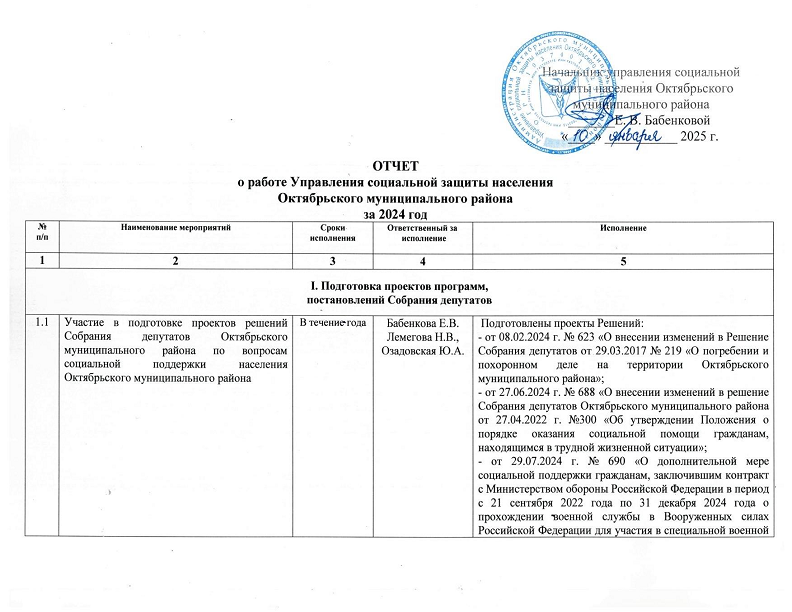 Начальник управления социальной
защиты населения Октябрьского
муниципального района
Е. В. Бабенковой
« 10 » января 2025 г.
ОТЧЕТ
о работе Управления социальной защиты населения
Октябрьского муниципального района
за 2024 год
№ п/п
Наименование мероприятий
Сроки исполнения
Ответственный за исполнение
Исполнение
1 2 3 4 5
I. Подготовка проектов программ,
постановлений Собрания депутатов
1.1
Участие в подготовке проектов решений
Собрания депутатов Октябрьского
муниципального района по вопросам
социальной поддержки населения
Октябрьского муниципального района
В течение года
Бабенкова Е.В.
Лемегова Н.В.,
Озадовская Ю.А.
Подготовлены проекты Решений:
- от 08.02.2024 г. № 623 «О внесении изменений в Решение
Собрания депутатов от 29.03.2017 № 219 «О погребении и
похоронном деле на территории Октябрьского
муниципального района»;
- от 27.06.2024 г. № 688 «О внесении изменений в решение
Собрания депутатов Октябрьского муниципального района
от 27.04.2022 г. №300 «Об утверждении Положения о
порядке оказания социальной помощи гражданам,
находящимся в трудной жизненной ситуации»;
- от 29.07.2024 г. № 690 «О дополнительной мере
социальной поддержки гражданам, заключившим контракт
с Министерством обороны Российской Федерации в период
с 21 сентября 2022 года по 31 декабря 2024 года о
прохождении военной службы в Вооруженных силах
Российской Федерации для участия в специальной военной